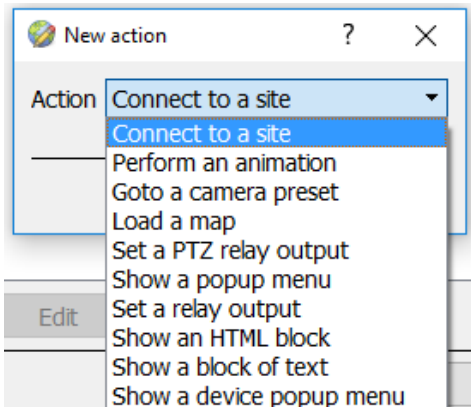 New action ?
Action Connect to a site
Connect to a site
Perform an animation
Goto a camera preset
Load a map
Set a PTZ relay output
Show a popup menu
Set a relay output
Edit
Show an HTML block
Show a block of text
Show a device popup menu